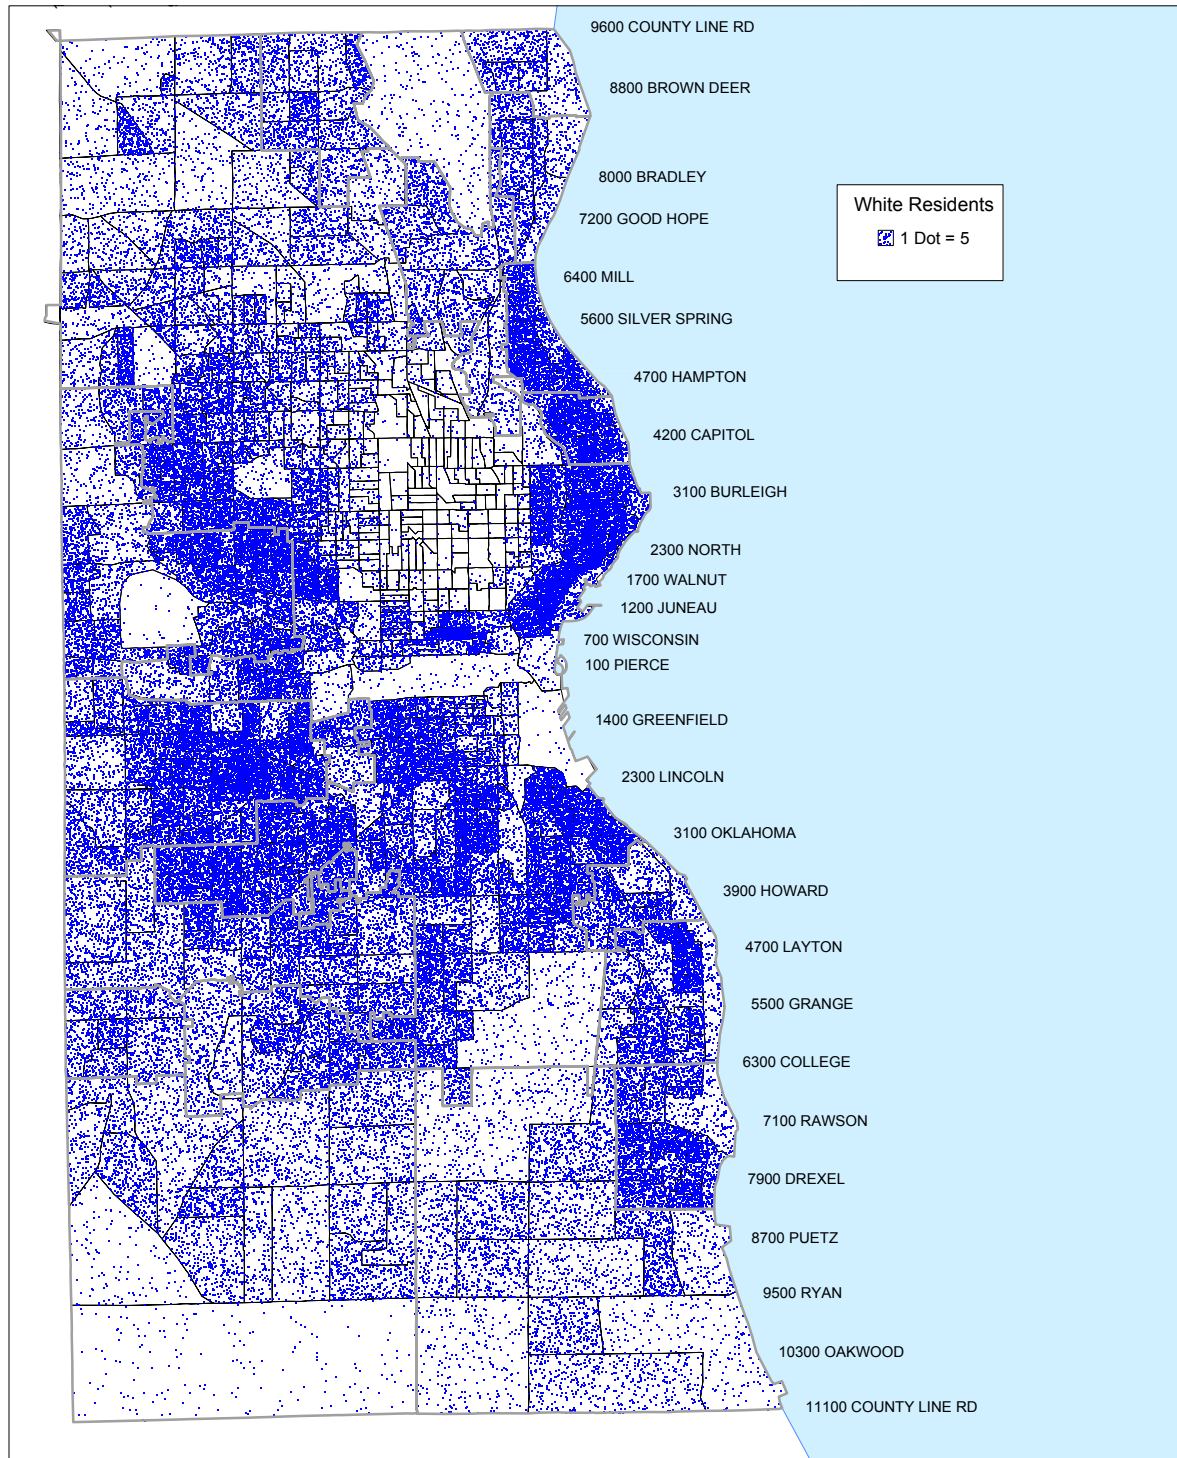 9600 COUNTY LINE RD
8800 BROWN DEER
8000 BRADLEY
White Residents
7200 GOOD HOPE
1 Dot = 5
6400 MILL
5600 SILVER SPRING
4700 HAMPTON
4200 CAPITOL
3100 BURLEIGH
2300 NORTH
1700 WALNUT
1200 JUNEAU
700 WISCONSIN
100 PIERCE
1400 GREENFIELD
2300 LINCOLN
3100 OKLAHOMA
3900 HOWARD
4700 LAYTON
5500 GRANGE
6300 COLLEGE
7100 RAWSON
7900 DREXEL
8700 PUETZ
9500 RYAN
10300 OAKWOOD
11100 COUNTY LINE RD